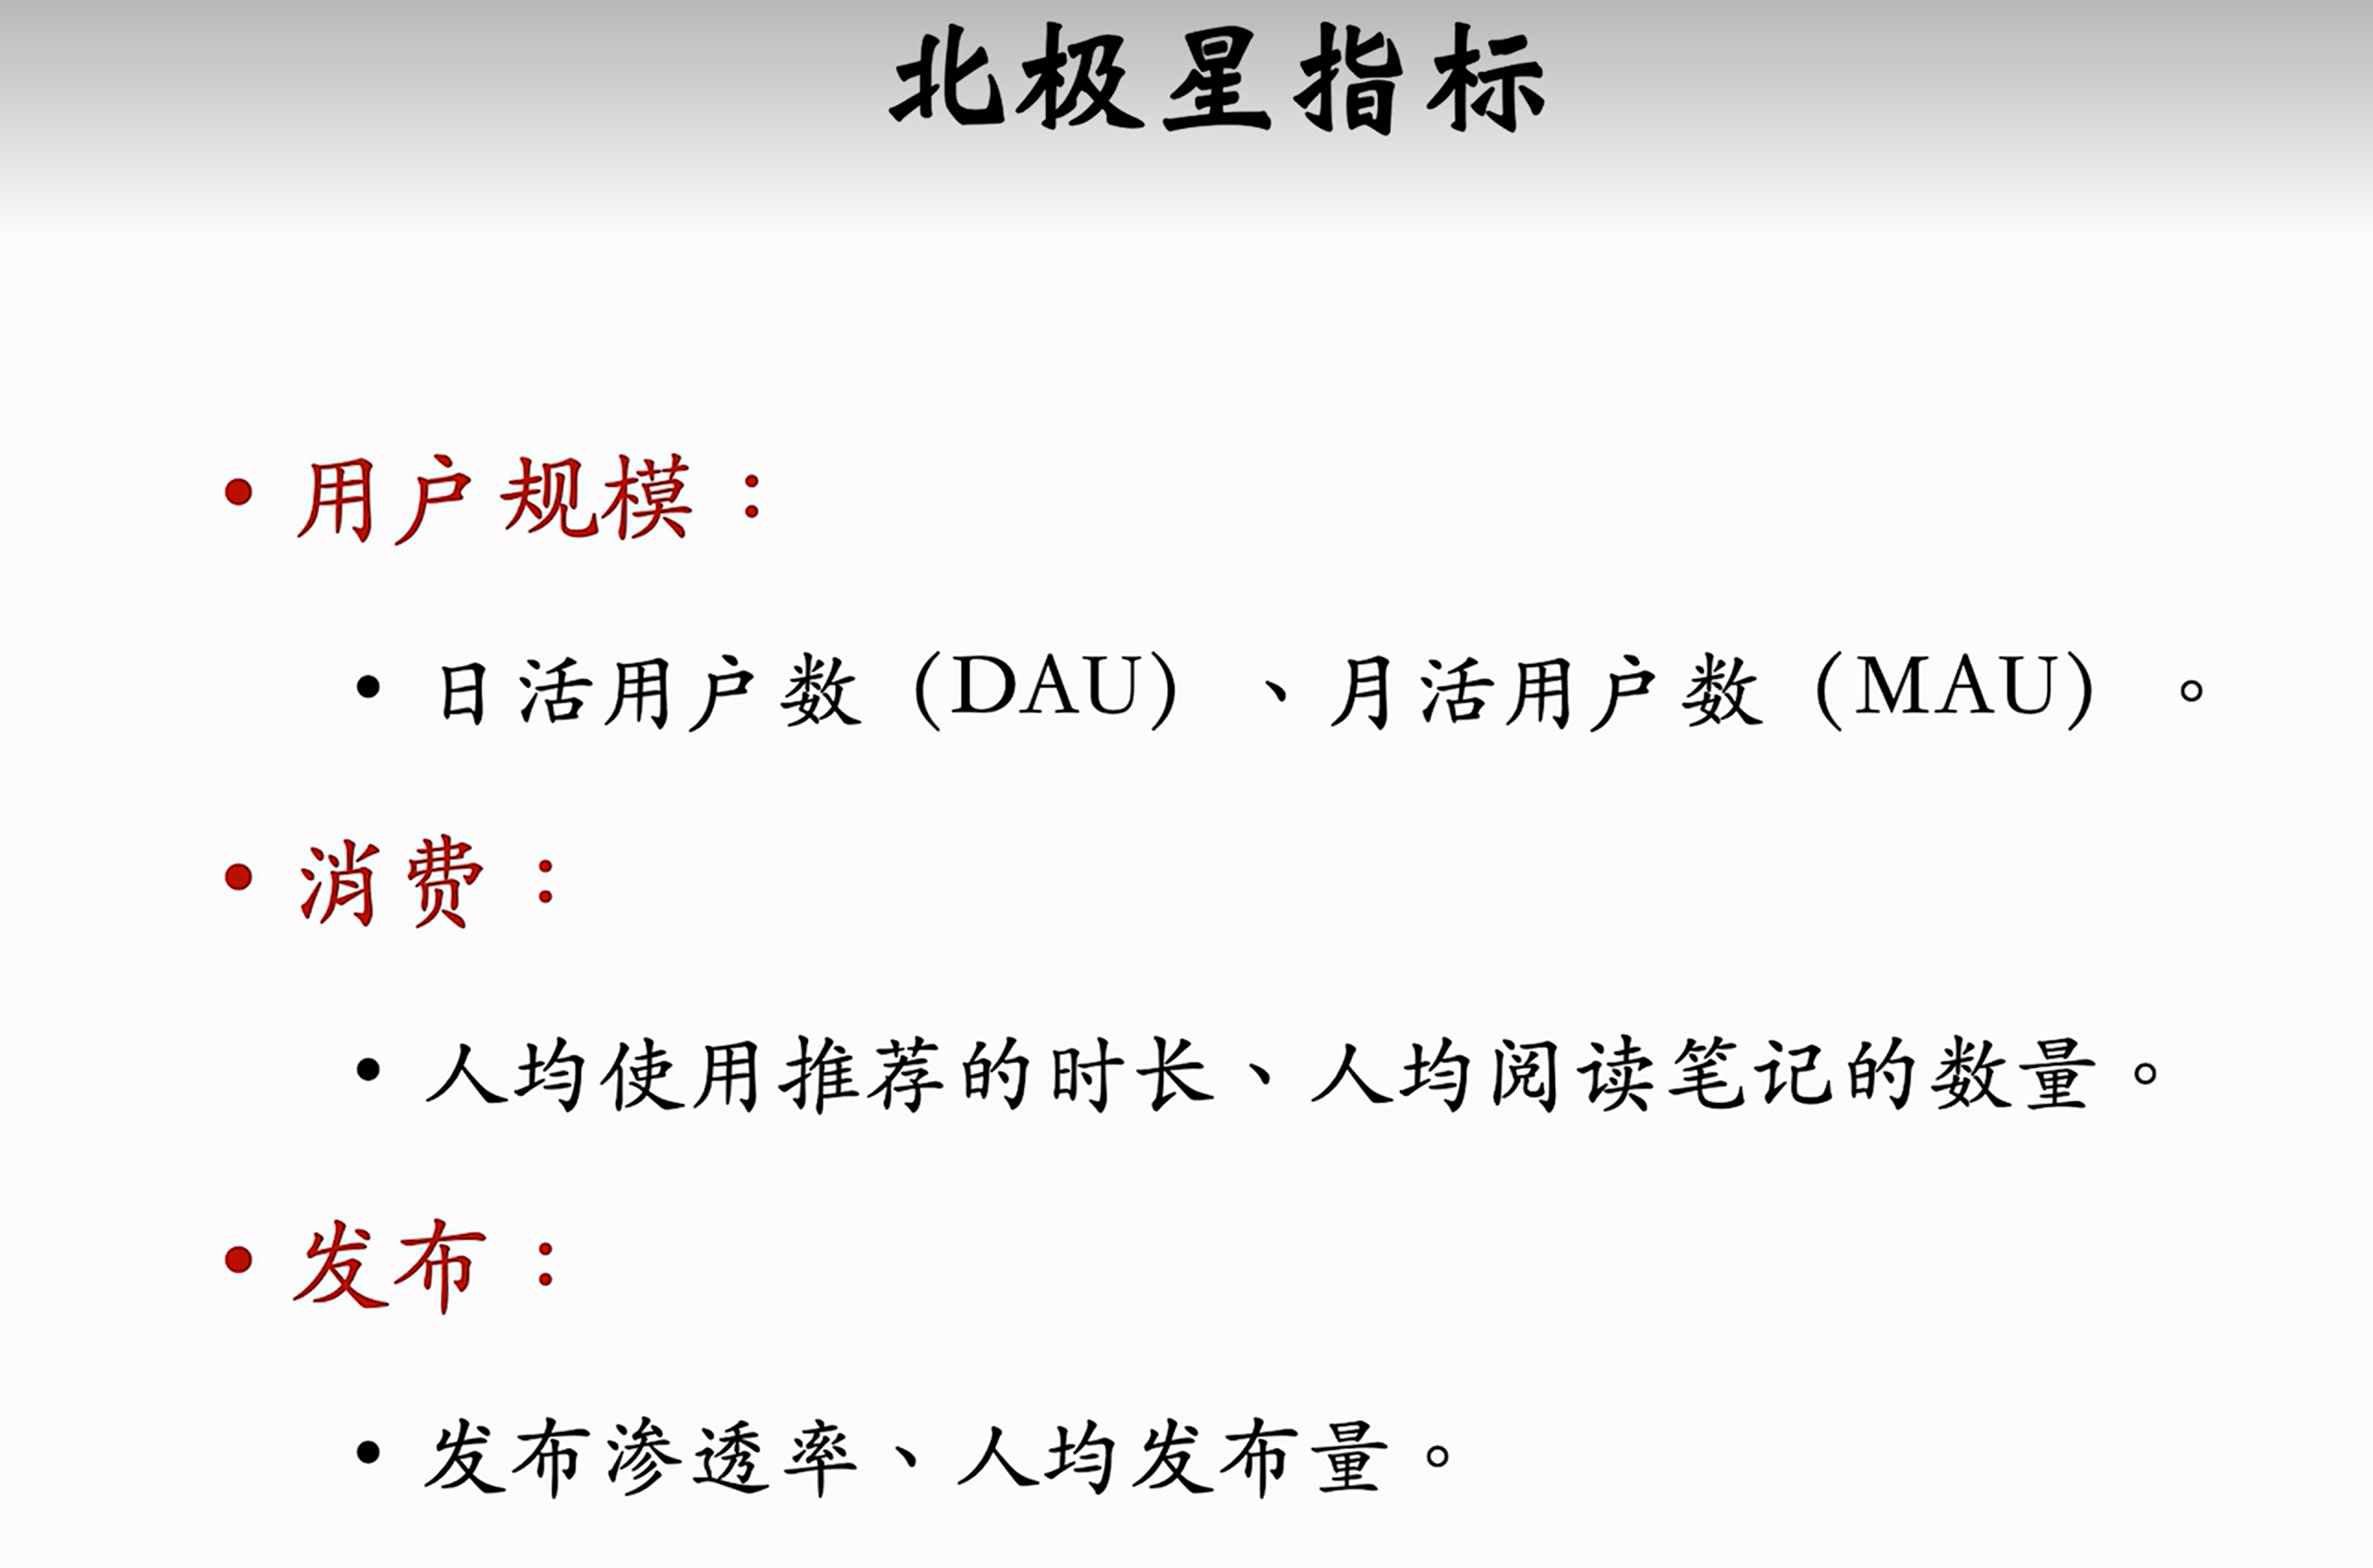 北极星指标
• 用户规模：
• 日活用户数（DAU）、月活用户数（MAU）。
• 消费：
• 人均使用推荐的时长、人均阅读笔记的数量。
• 发布：
• 发布渗透率、人均发布量。